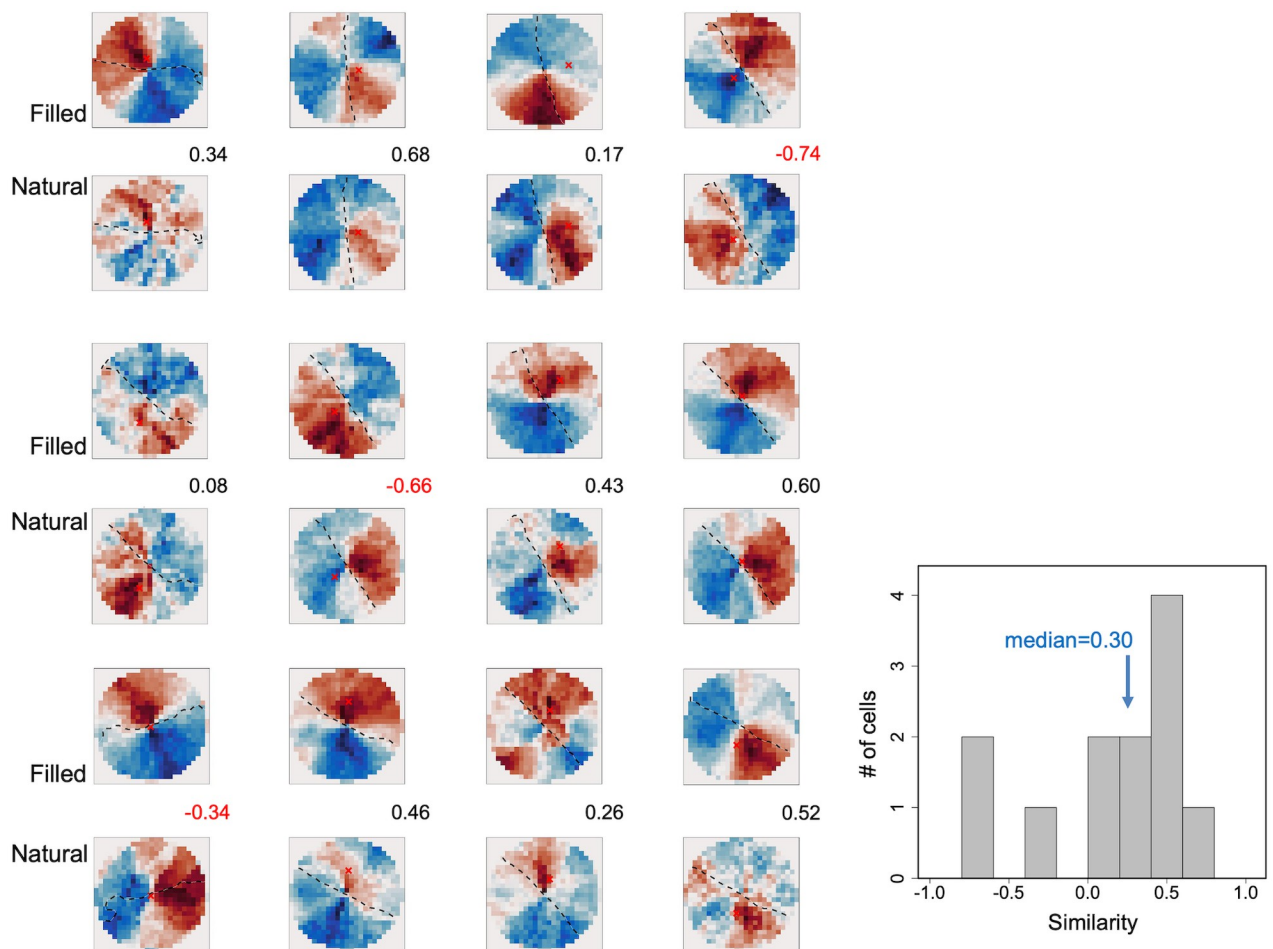 Filled
0.34 0.68 0.17 -0.74
Natural
Filled
0.08 -0.66 0.43 0.60
Natural
Filled
-0.34 0.46 0.26 0.52
Natural
4
3
2
1
0
# of cells
median=0.30
-1.0 -0.5 0.0 0.5 1.0
Similarity